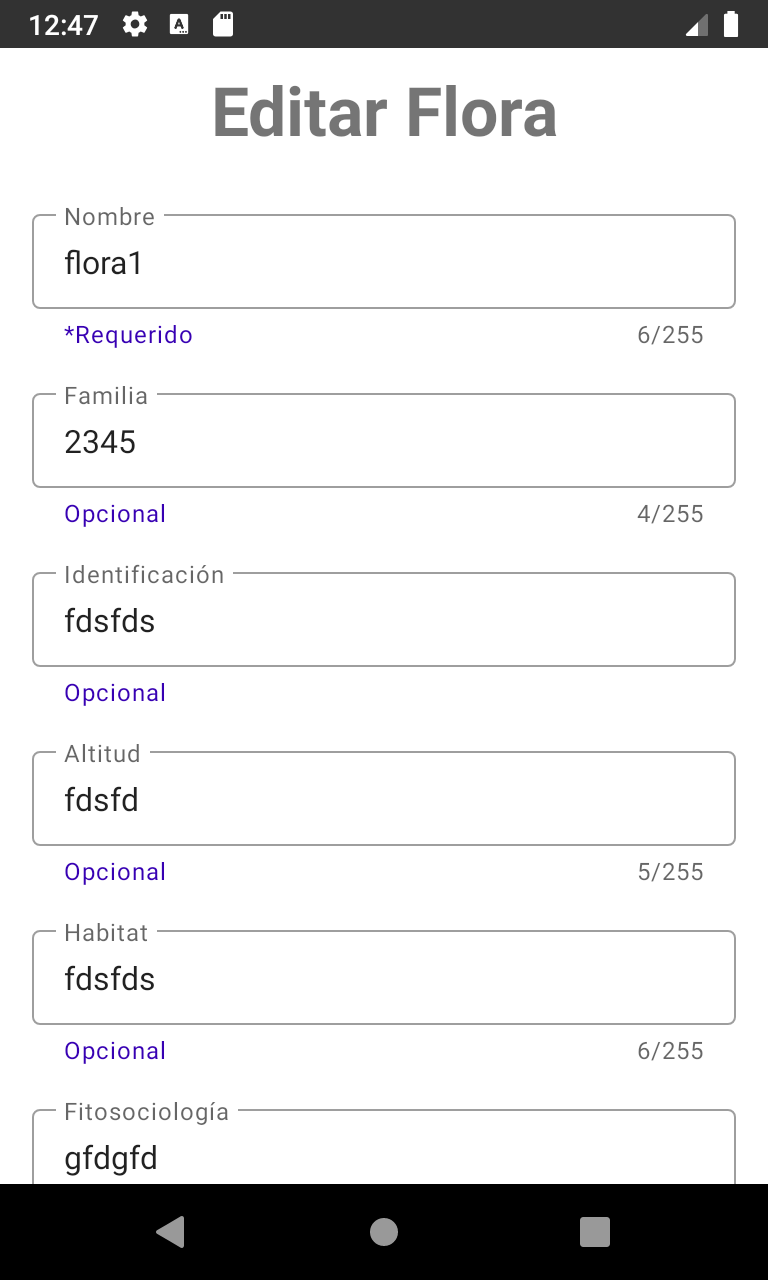 12:47
Editar Flora
Nombre
flora1
*Requerido 6/255
Familia
2345
Opcional 4/255
Identificación
fdsfds
Opcional
Altitud
fdsfd
Opcional 5/255
Habitat
fdsfds
Opcional 6/255
Fitosociología
gfdgfd